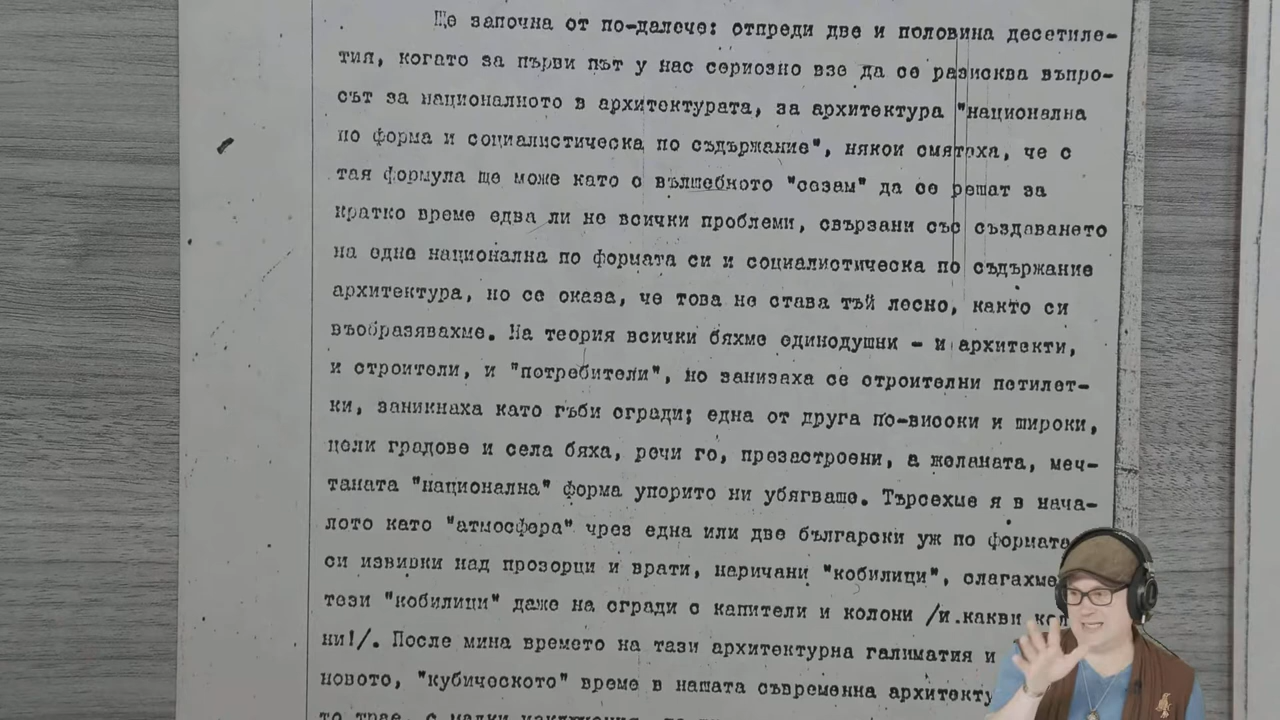 Ще започна от по-далече: отпреди две и половина десетиле-
тия, когато за първи път у нас сериозно взе да се разисква въпро-
сът за националното в архитектурата, за архитектура "национална
по форма и социалистическа по съдържание", някои смятаха, че с
тая формула ще може като с вълшебното "сезам" да се решат за
кратко време едва ли не всички проблеми, свързани със създаването
на една национална по формата си и социалистическа по съдържание
архитектура, но се оказа, че това не става тъй лесно, както си
въобразявахме. На теория всички бяхме единодушни - и архитекти,
и строители, и "потребители", но занизаха се строителни петилет-
ки, заникнаха като гъби сгради; една от друга по-високи и широки,
цели градове и села бяха, речи го, презастроени, а желаната, меч-
таната "национална" форма упорито ни убягваше. Търсехме я в нача-
лото като "атмосфера" чрез една или две български уж по формата
си извивки над прозорци и врати, наричани "кобилици", слагахме
тези "кобилици" даже на сгради с капители и колони /и какви
ни!/. После мина времето на тази архитектурна галиматия и
новото, "кубическото" време в нашата съвременна